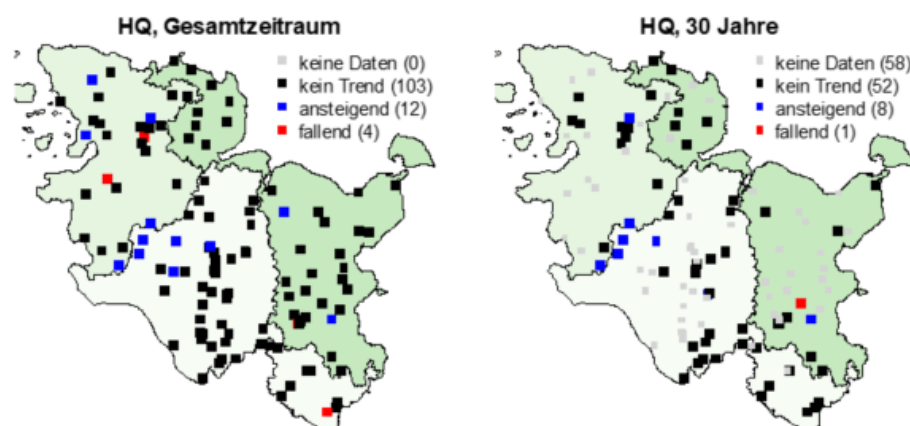 HQ, Gesamtzeitraum
keine Daten (0)
kein Trend (103)
ansteigend (12)
fallend (4)
HQ, 30 Jahre
keine Daten (58)
kein Trend (52)
ansteigend (8)
fallend (1)